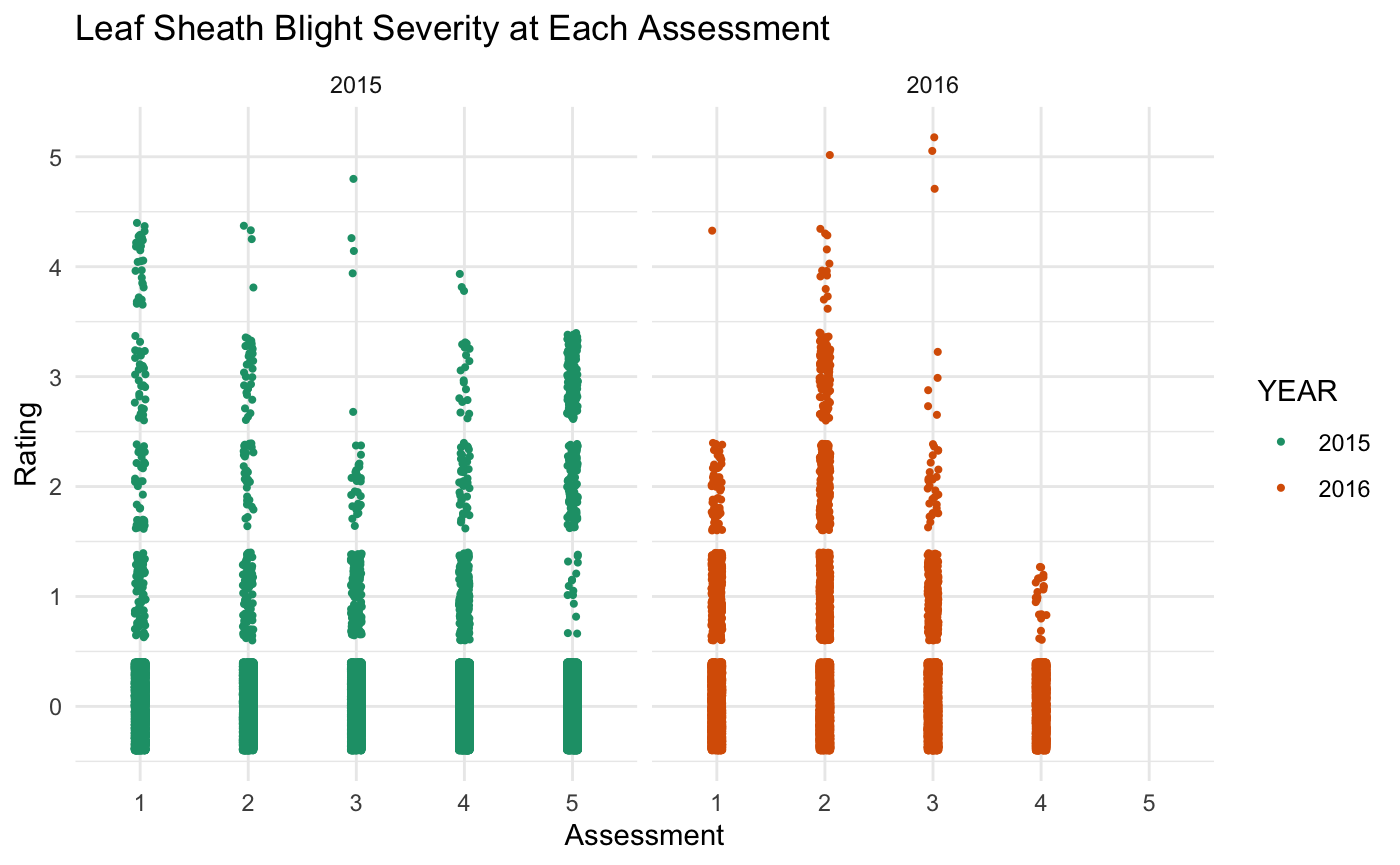 Leaf Sheath Blight Severity at Each Assessment
2015 2016
5
4
3
2
1
0
Rating
1 2 3 4 5 1 2 3 4 5
Assessment
YEAR
2015
2016